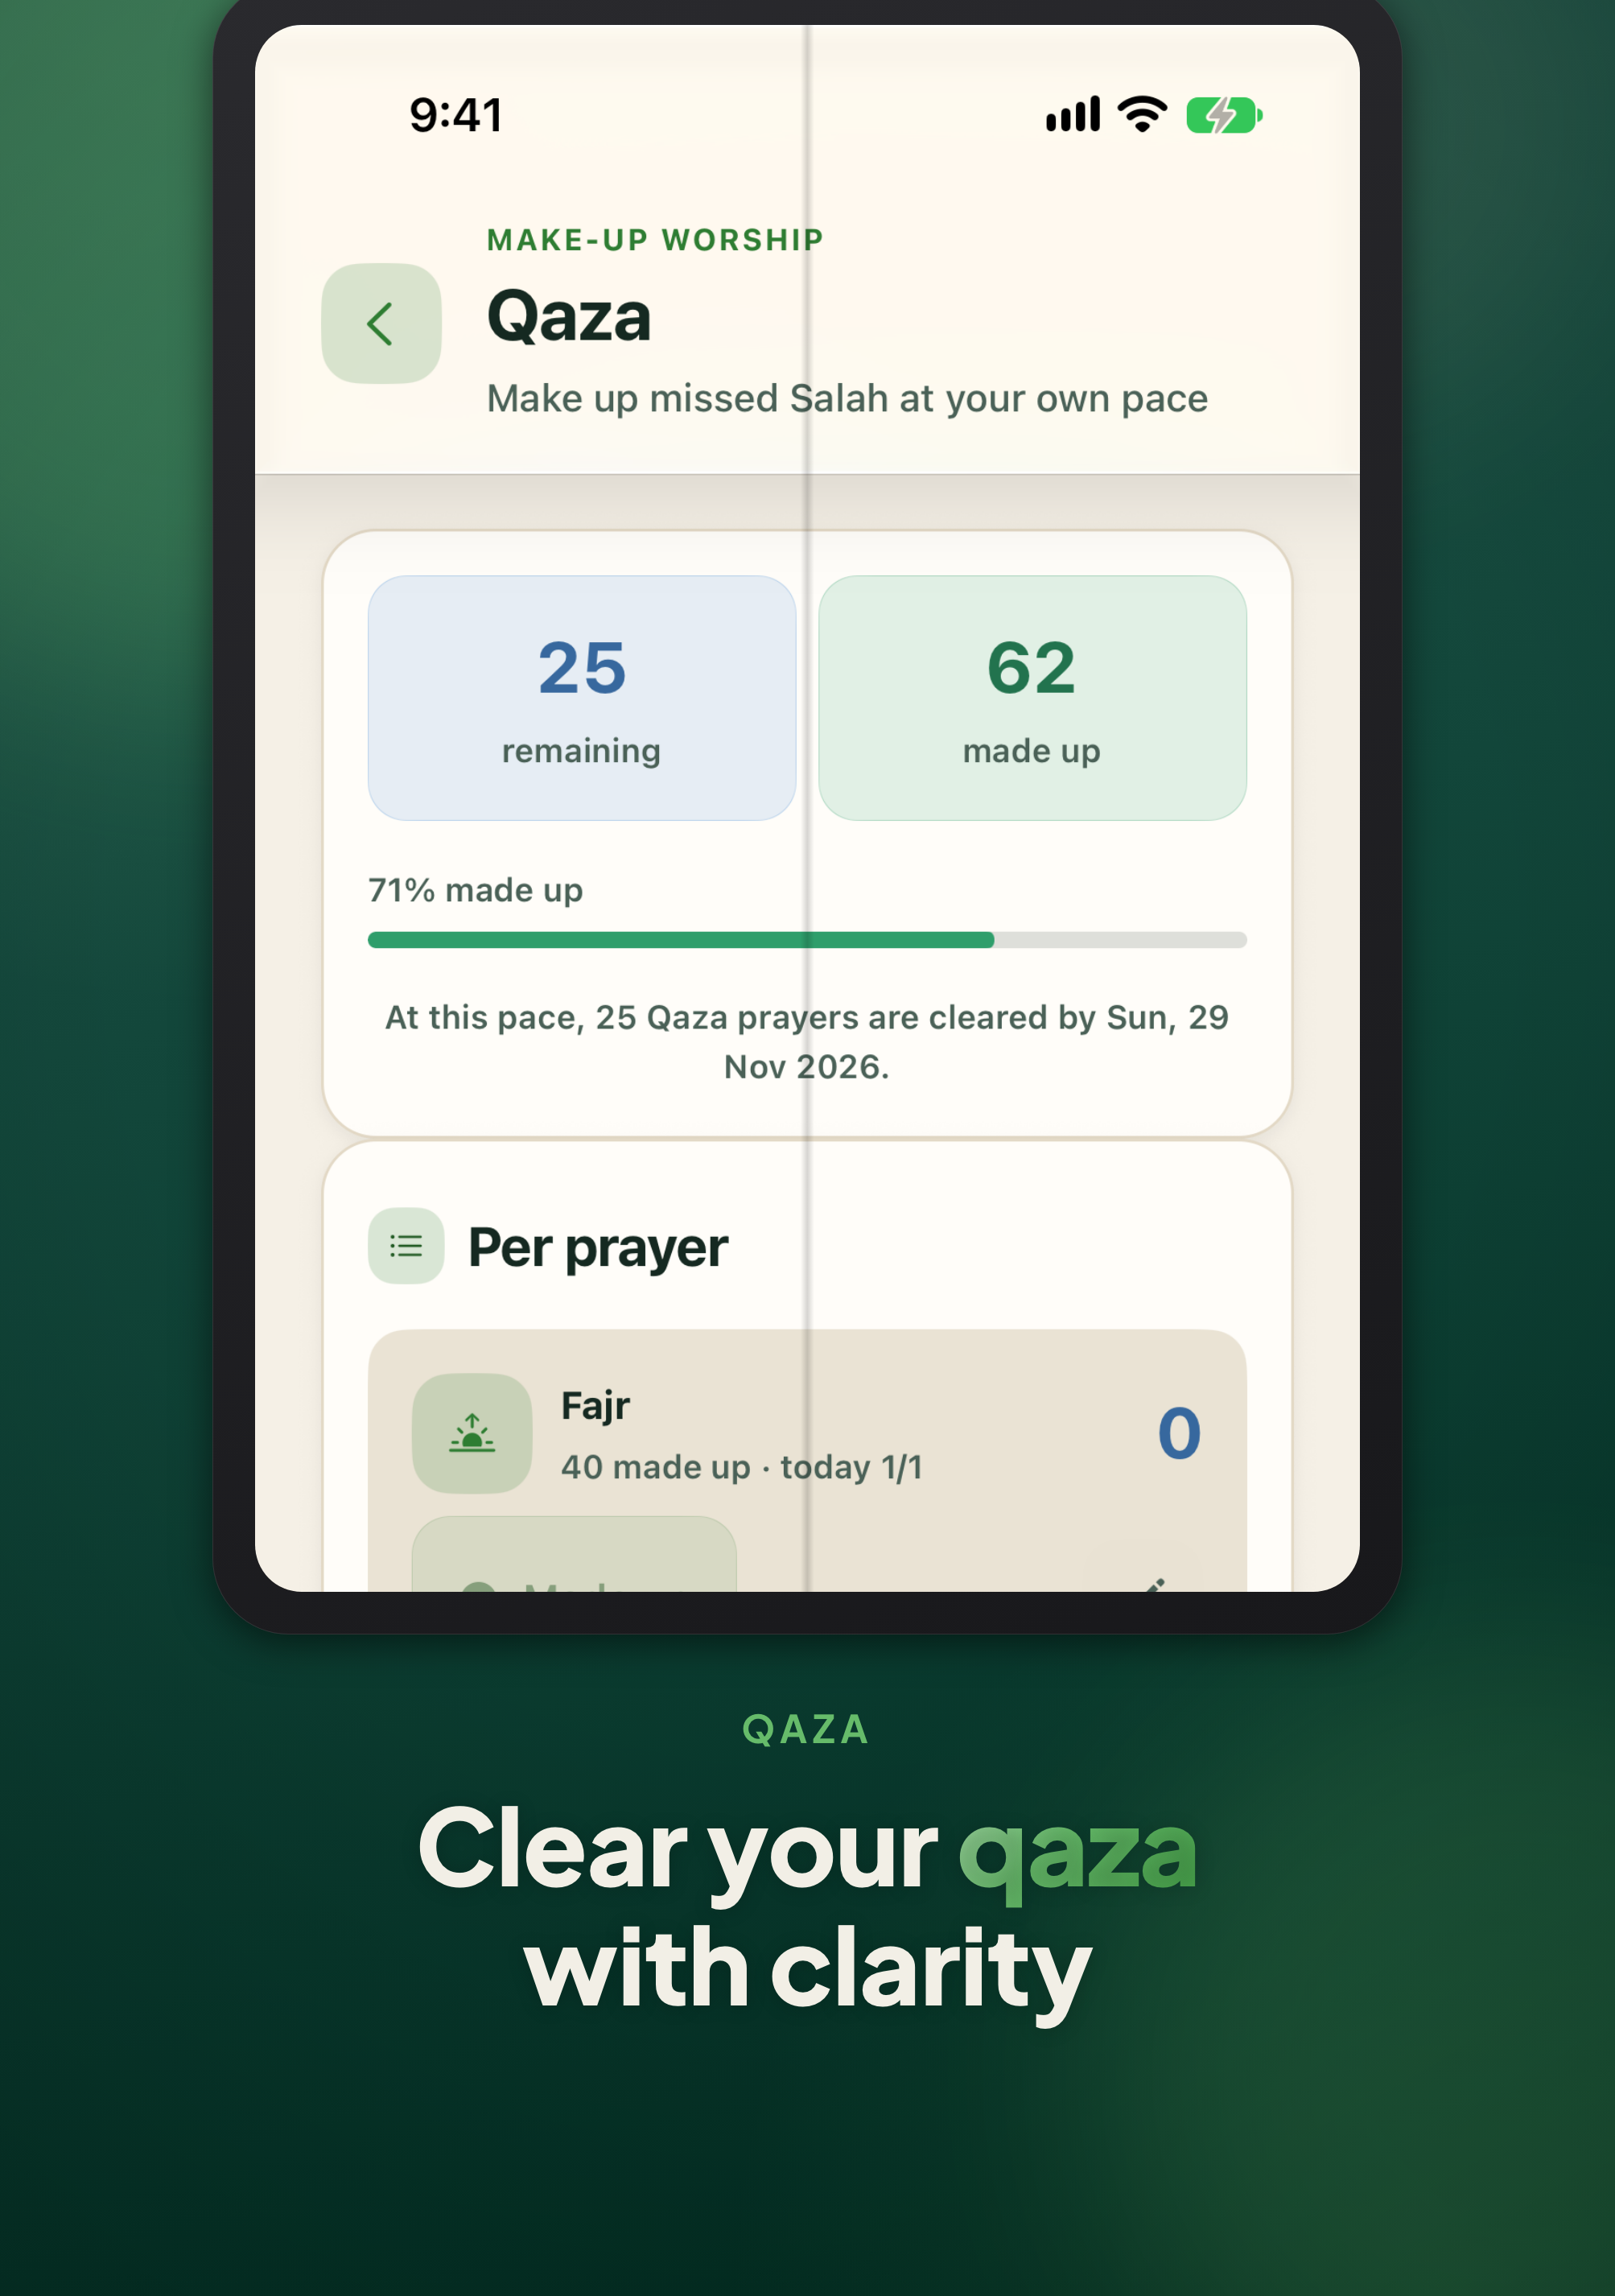 9:41
MAKE-UP WORSHIP
Qaza
Make up missed Salah at your own pace
25
remaining
62
made up
71% made up
At this pace, 25 Qaza prayers are cleared by Sun, 29
Nov 2026.
Per prayer
Fajr
40 made up · today 1/1
0
QAZA
Clear your qaza
with clarity